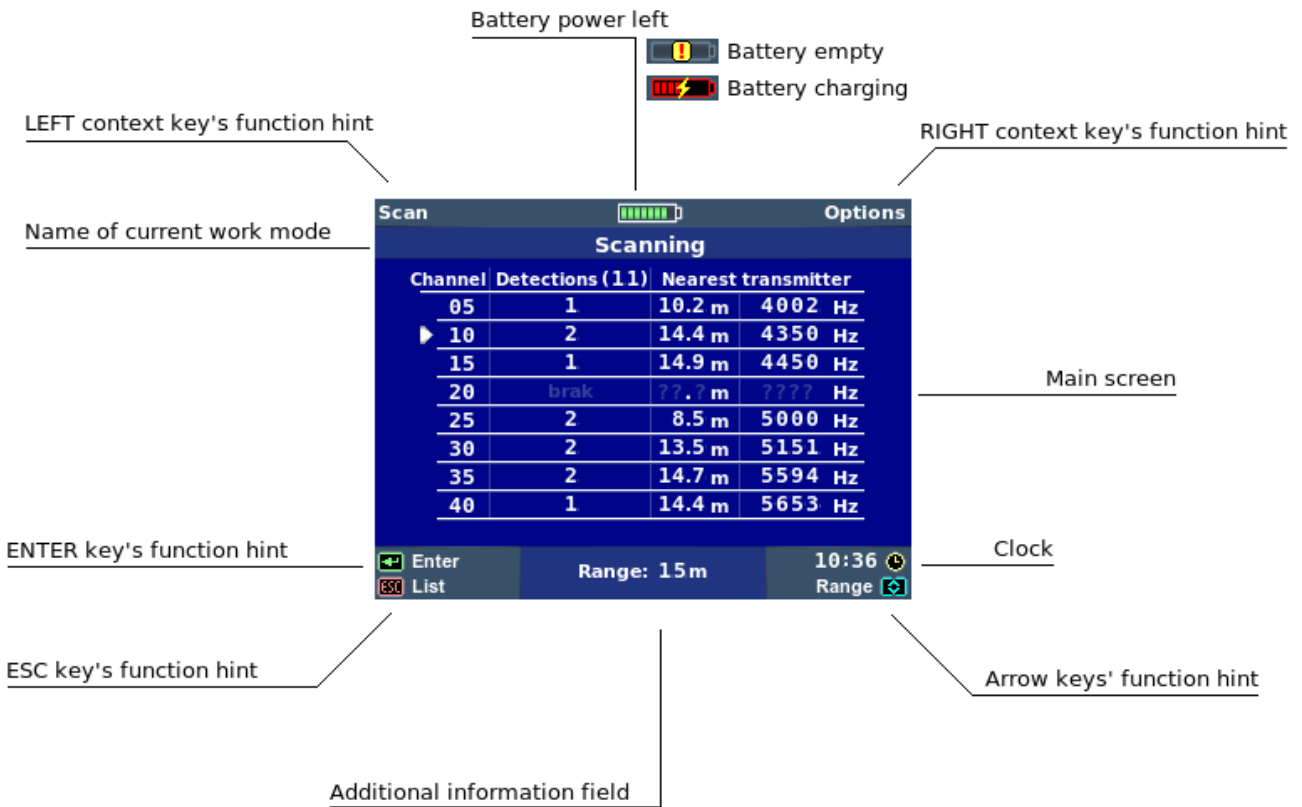 Battery power left
Battery empty
Battery charging
LEFT context key's function hint
RIGHT context key's function hint
Name of current work mode
Scan Options
Scanning
Channel Detections (11) Nearest transmitter
05 1 10.2 m 4002 Hz
10 2 14.4 m 4350 Hz
15 1 14.9 m 4450 Hz
20 brak ??.? m ???? Hz
25 2 8.5 m 5000 Hz
30 2 13.5 m 5151 Hz
35 2 14.7 m 5594 Hz
40 1 14.4 m 5653 Hz
Main screen
ENTER key's function hint
Enter Range: 15m 10:36
ESC List Range
Clock
ESC key's function hint
Arrow keys' function hint
Additional information field